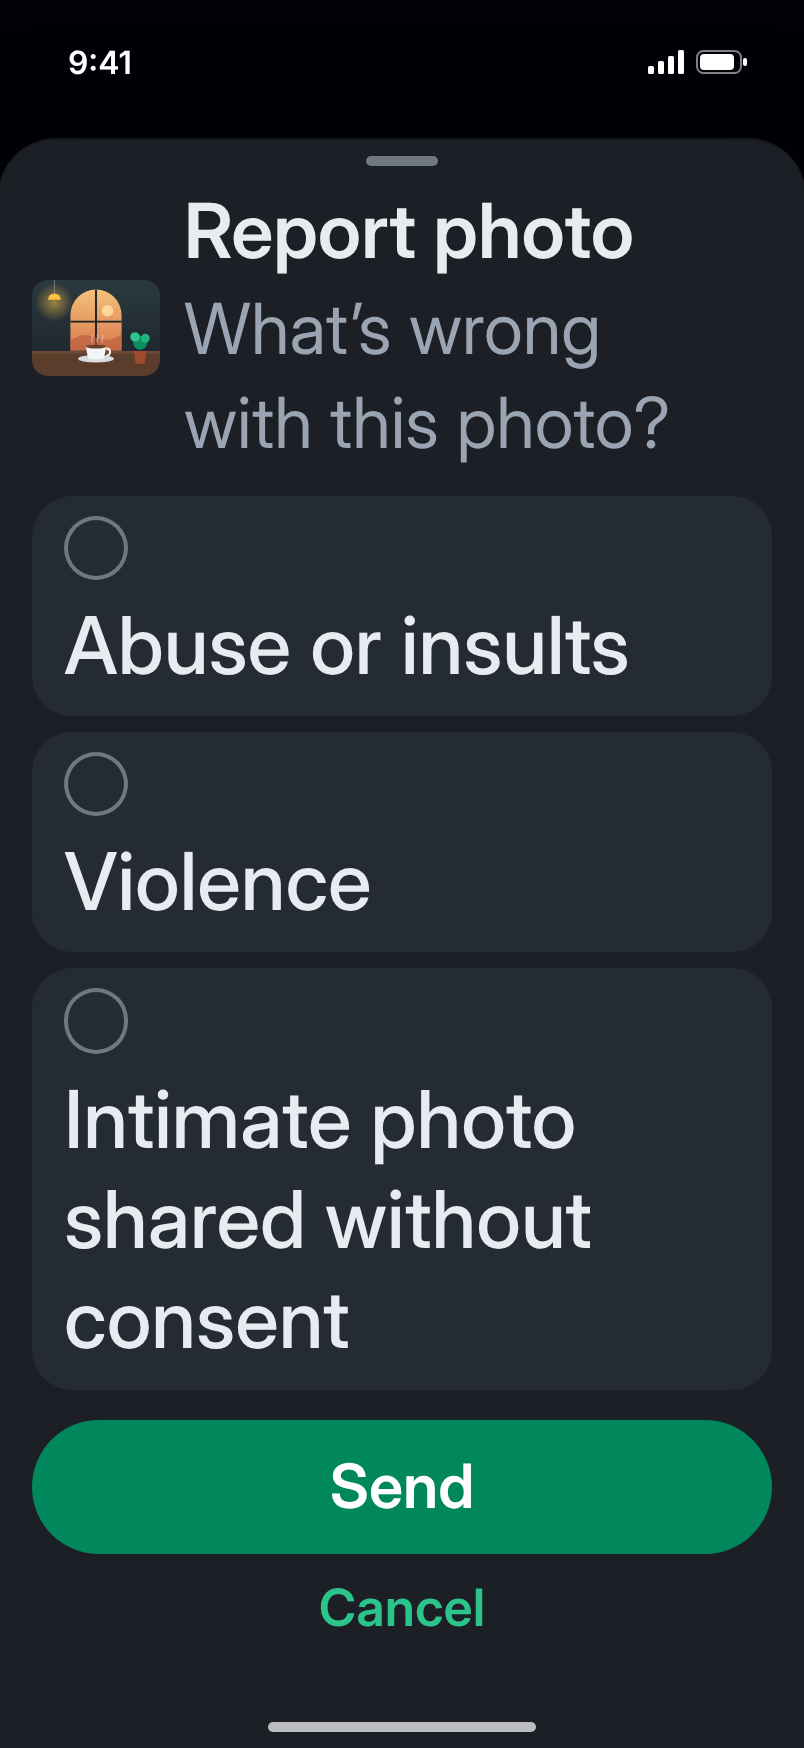 9:41
Report photo
What’s wrong
with this photo?
Abuse or insults
Violence
Intimate photo
shared without
consent
Send
Cancel